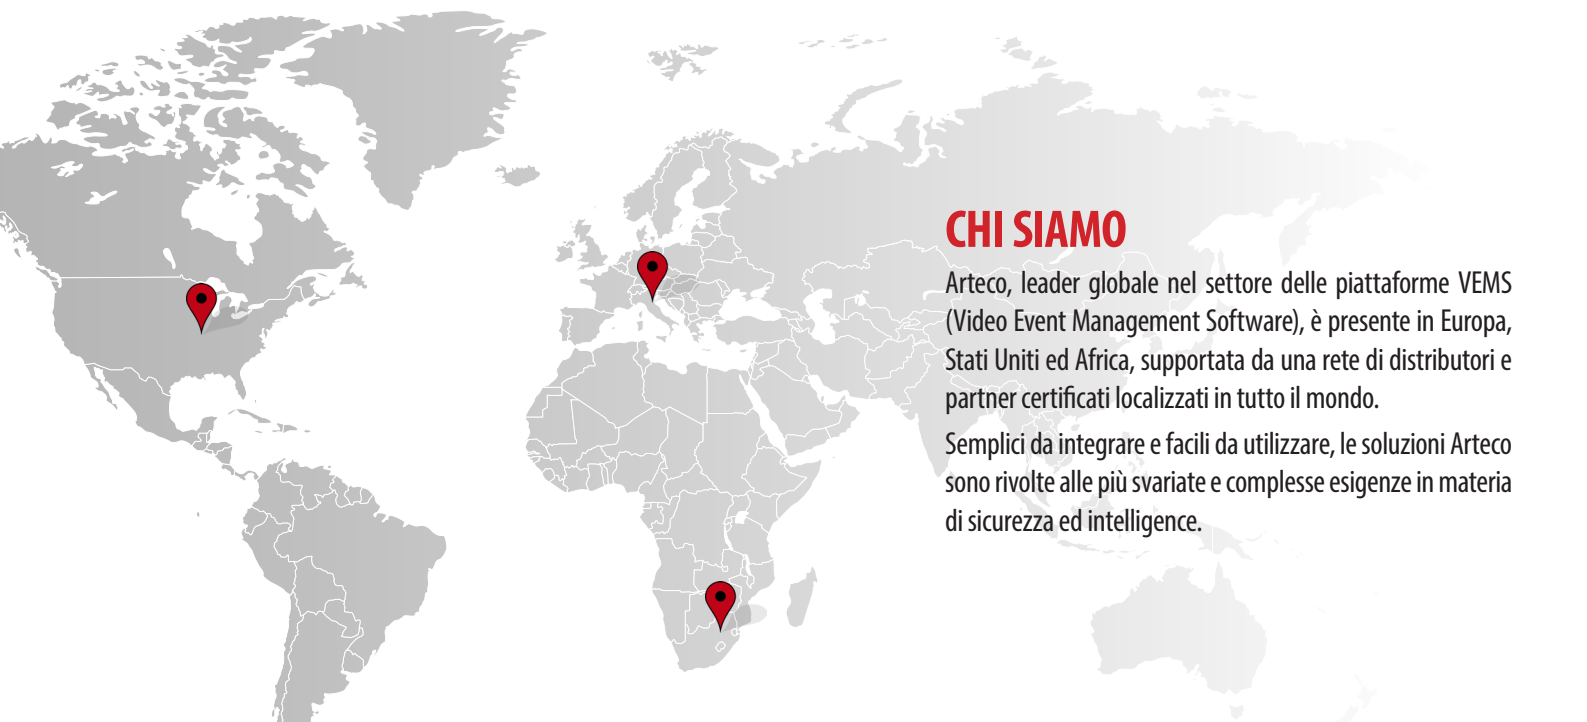 CHI SIAMO
Arteco, leader globale nel settore delle piattaforme VEMS
(Video Event Management Software), è presente in Europa,
Stati Uniti ed Africa, supportata da una rete di distributori e
partner certificati localizzati in tutto il mondo.
Semplici da integrare e facili da utilizzare, le soluzioni Arteco
sono rivolte alle più svariate e complesse esigenze in materia
di sicurezza ed intelligence.